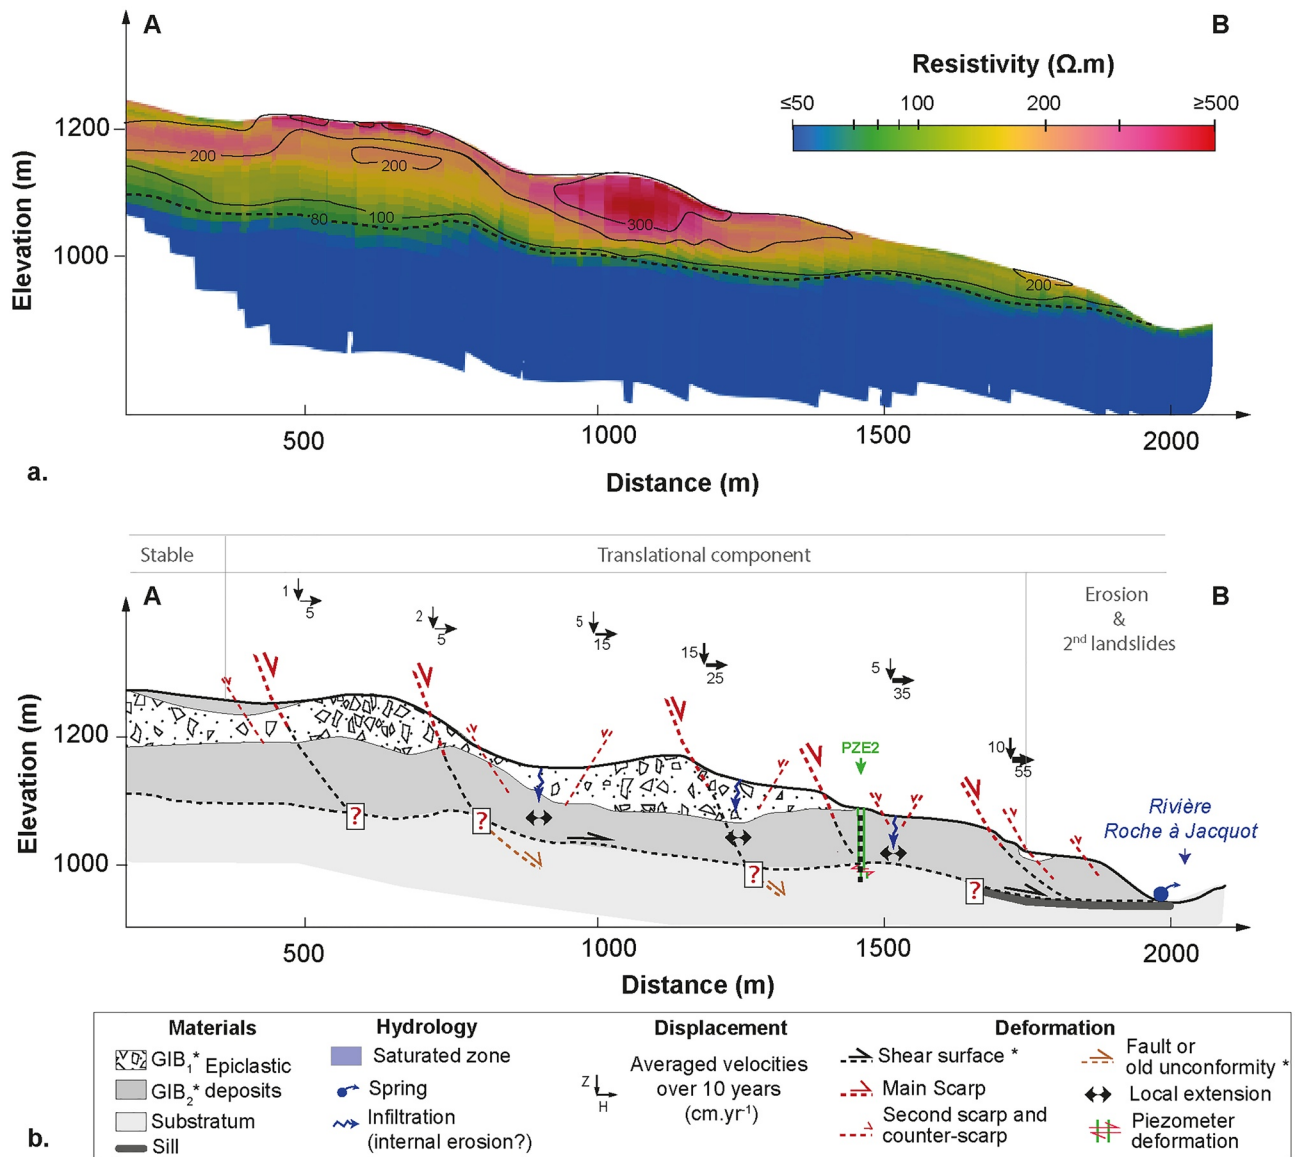 A
B
Resistivity (Ω.m)
≤50
100
200
≥500
Elevation (m)
1200
1000
200
200
80
100
300
200
500
1000
1500
2000
Distance (m)
a.
Stable
Translational component
Erosion
&
2nd landslides
A
B
1
5
2
5
5
15
15
25
5
35
10
55
Elevation (m)
1200
1000
PZE2
Rivière
Roche à Jacquot
?
?
?
?
500
1000
1500
2000
Distance (m)
Materials
GIB1* Epiclastic
GIB2* deposits
Substratum
Sill
Hydrology
Saturated zone
Spring
Infiltration
(internal erosion?)
Displacement
Z
H
Averaged velocities
over 10 years
(cm.yr-1)
Deformation
Shear surface *
Main Scarp
Second scarp and
counter-scarp
Fault or
old unconformity *
Local extension
Piezometer
deformation
b.